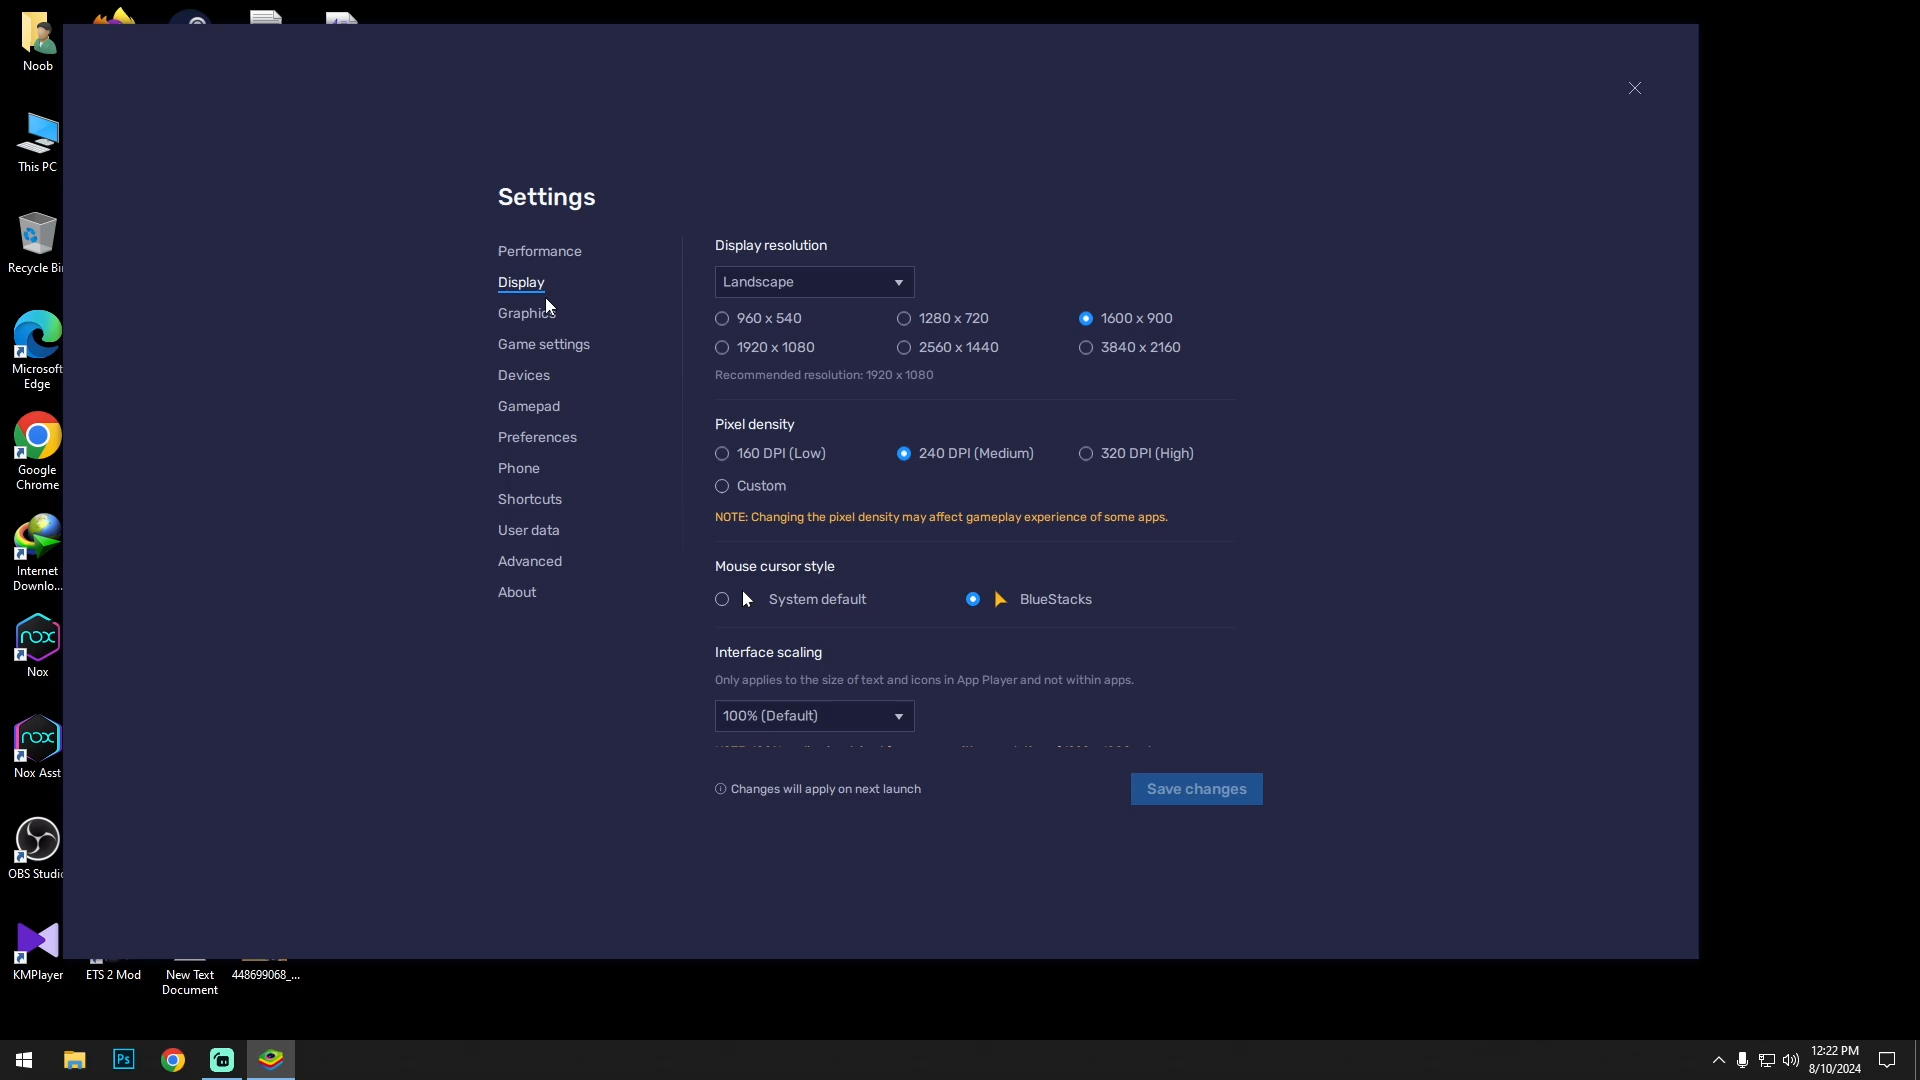 Noob
This PC
Recycle Bi
Microsoft
Edge
Google
Chrome
Internet
Downlo...
nox
Nox
nox
Nox Asst
OBS Studi
KMPlayer
ETS 2 Mod
New Text
Document
448699068_...
Settings
Performance
Display
Graphics
Game settings
Devices
Gamepad
Preferences
Phone
Shortcuts
User data
Advanced
About
Display resolution
Landscape
960 x 540
1280 x 720
1600 x 900
1920 x 1080
2560 x 1440
3840 x 2160
Recommended resolution: 1920 x 1080
Pixel density
160 DPI (Low)
240 DPI (Medium)
320 DPI (High)
Custom
NOTE: Changing the pixel density may affect gameplay experience of some apps.
Mouse cursor style
System default
BlueStacks
Interface scaling
Only applies to the size of text and icons in App Player and not within apps.
100% (Default)
Changes will apply on next launch
Save changes
Ps
12:22 PM
8/10/2024